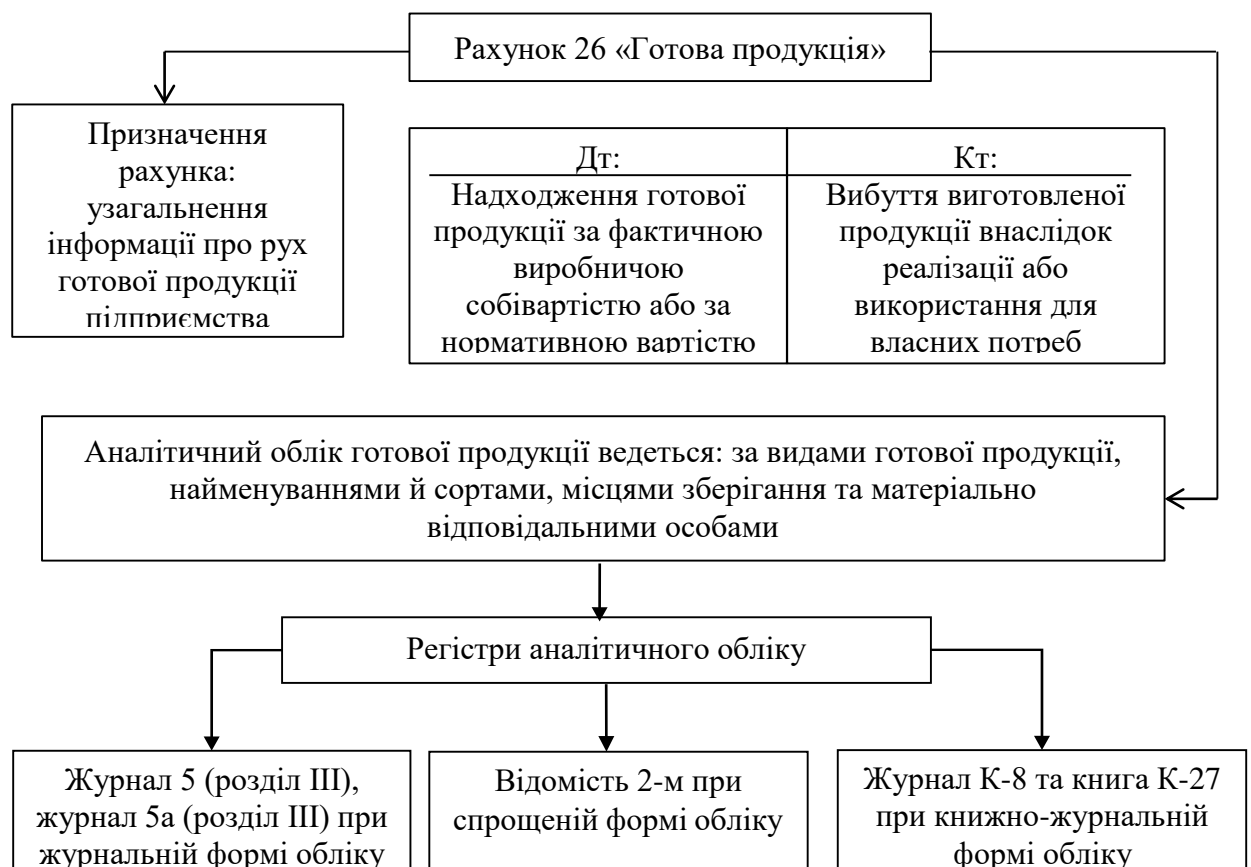 Рахунок 26 «Готова продукція»
Призначення
рахунка:
узагальнення
інформації про рух
готової продукції
підприємства
Дт:
Надходження готової
продукції за фактичною
виробничою
собівартістю або за
нормативною вартістю
Кт:
Вибуття виготовленої
продукції внаслідок
реалізації або
використання для
власних потреб
Аналітичний облік готової продукції ведеться: за видами готової продукції,
найменуваннями й сортами, місцями зберігання та матеріально
відповідальними особами
Регістри аналітичного обліку
Журнал 5 (розділ ІІІ),
журнал 5а (розділ ІІІ) при
журнальній формі обліку
Відомість 2-м при
спрощеній формі обліку
Журнал К-8 та книга К-27
при книжно-журнальній
формі обліку